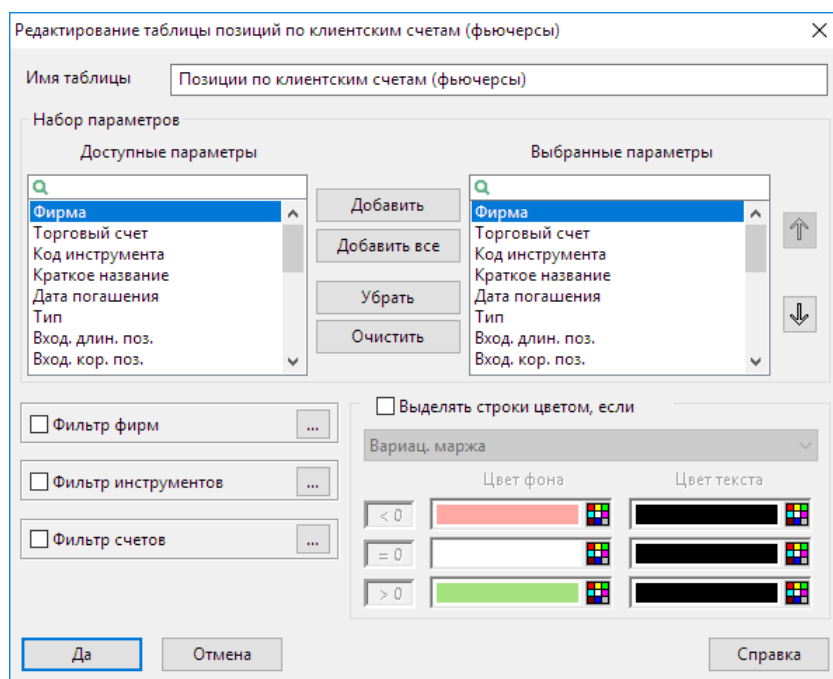 Редактирование таблицы позиций по клиентским счетам (фьючерсы)
Имя таблицы
Позиции по клиентским счетам (фьючерсы)
Набор параметров
Доступные параметры
Фирма
Торговый счет
Код инструмента
Краткое название
Дата погашения
Тип
Вход. длин. поз.
Вход. кор. поз.
Добавить
Добавить все
Убрать
Очистить
Выбранные параметры
Фирма
Торговый счет
Код инструмента
Краткое название
Дата погашения
Тип
Вход. длин. поз.
Вход. кор. поз.
Фильтр фирм ...
Фильтр инструментов ...
Фильтр счетов ...
Выделять строки цветом, если
Вариац. маржа
Цвет фона Цвет текста
< 0
= 0
> 0
Да Отмена Справка